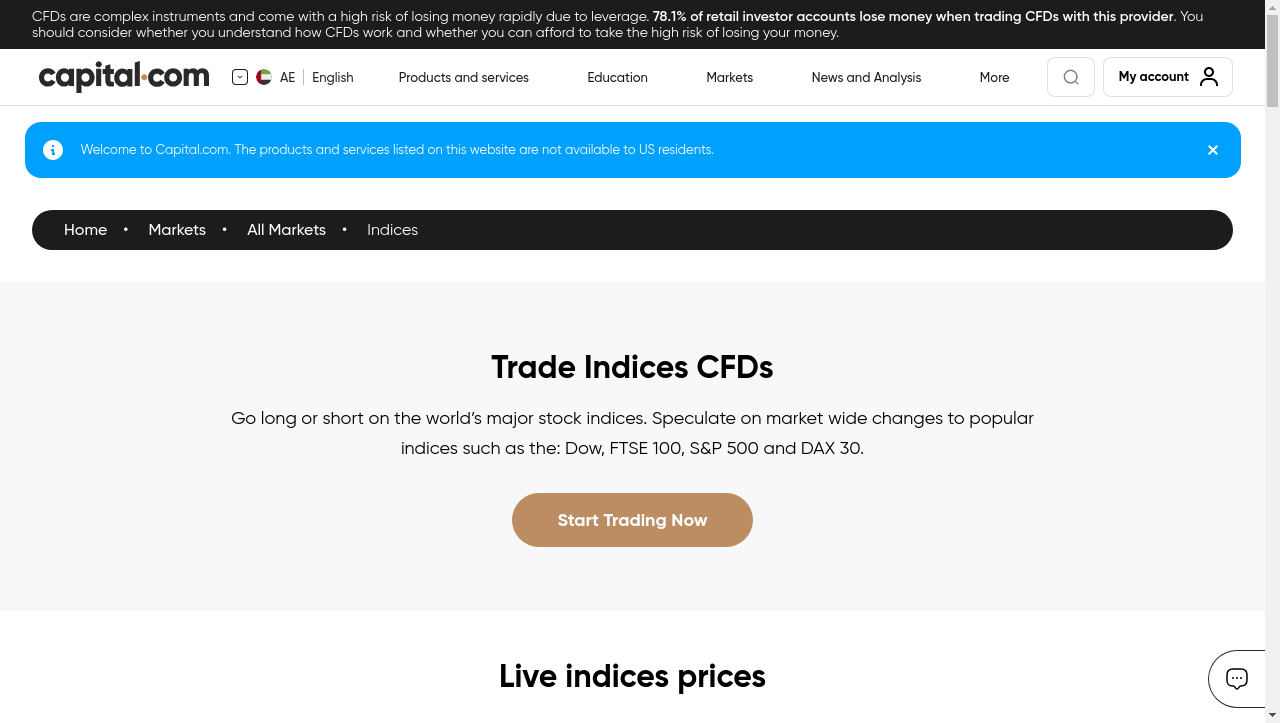 CFDs are complex instruments and come with a high risk of losing money rapidly due to leverage. 78.1% of retail investor accounts lose money when trading CFDs with this provider. You
should consider whether you understand how CFDs work and whether you can afford to take the high risk of losing your money.
capital.com AE English Products and services Education Markets News and Analysis More My account
Welcome to Capital.com. The products and services listed on this website are not available to US residents.
Home • Markets • All Markets • Indices
Trade Indices CFDs
Go long or short on the world’s major stock indices. Speculate on market wide changes to popular
indices such as the: Dow, FTSE 100, S&P 500 and DAX 30.
Start Trading Now
Live indices prices